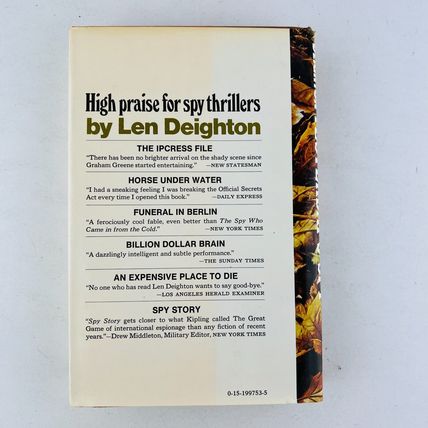 High praise for spy thrillers
by Len Deighton
THE IPCRESS FILE
"There has been no brighter arrival on the shady scene since
Graham Greene started entertaining." —NEW STATESMAN
HORSE UNDER WATER
"I had a sneaking feeling I was breaking the Official Secrets
Act every time I opened this book." —DAILY EXPRESS
FUNERAL IN BERLIN
"A ferociously cool fable, even better than The Spy Who
Came in from the Cold." —NEW YORK TIMES
BILLION DOLLAR BRAIN
"A dazzlingly intelligent and subtle performance."
—THE SUNDAY TIMES
AN EXPENSIVE PLACE TO DIE
"No one who has read Len Deighton wants to say good-bye."
—LOS ANGELES HERALD EXAMINER
SPY STORY
"Spy Story gets closer to what Kipling called The Great
Game of international espionage than any fiction of recent
years."—Drew Middleton, Military Editor, NEW YORK TIMES
0-15-199753-5